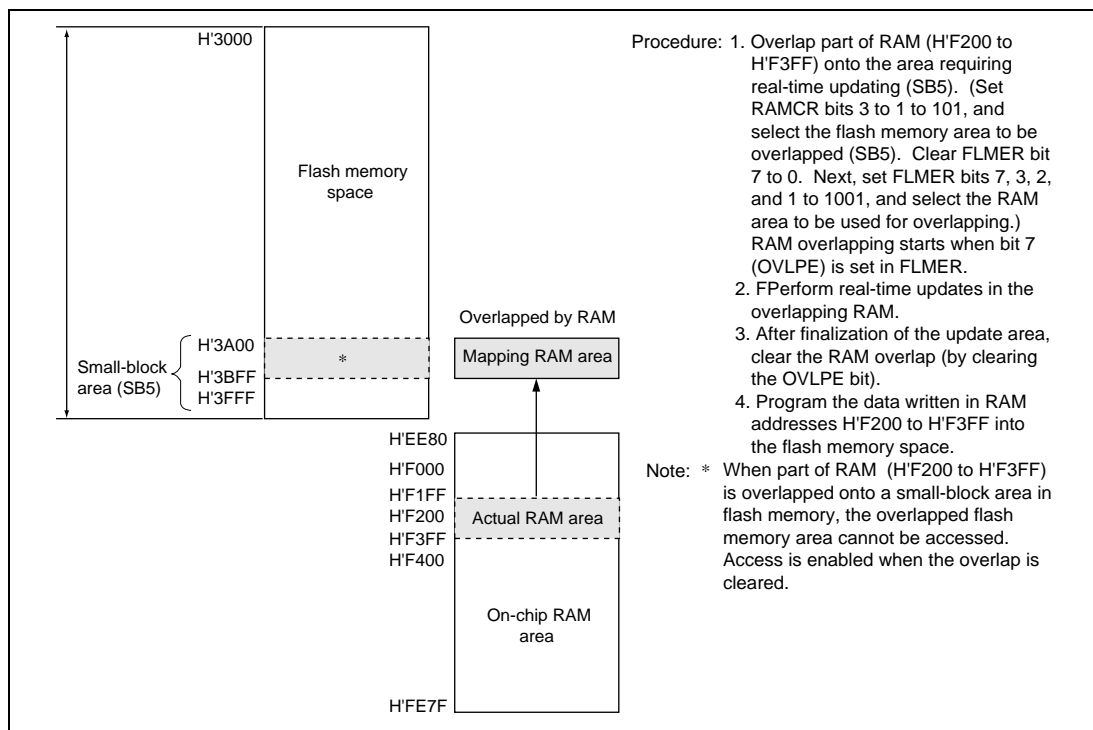 H'3000
Flash memory
space
H'3A00
*
Small-block
area (SB5)
H'3BFF
H'3FFF
Overlapped by RAM
Mapping RAM area
H'EE80
H'F000
H'F1FF
H'F200
Actual RAM area
H'F3FF
H'F400
On-chip RAM
area
H'FE7F
Procedure: 1. Overlap part of RAM (H'F200 to
H'F3FF) onto the area requiring
real-time updating (SB5). (Set
RAMCR bits 3 to 1 to 101, and
select the flash memory area to be
overlapped (SB5). Clear FLMER bit
7 to 0. Next, set FLMER bits 7, 3, 2,
and 1 to 1001, and select the RAM
area to be used for overlapping.)
RAM overlapping starts when bit 7
(OVLPE) is set in FLMER.
2. FPerform real-time updates in the
overlapping RAM.
3. After finalization of the update area,
clear the RAM overlap (by clearing
the OVLPE bit).
4. Program the data written in RAM
addresses H'F200 to H'F3FF into
the flash memory space.
Note: * When part of RAM (H'F200 to H'F3FF)
is overlapped onto a small-block area in
flash memory, the overlapped flash
memory area cannot be accessed.
Access is enabled when the overlap is
cleared.